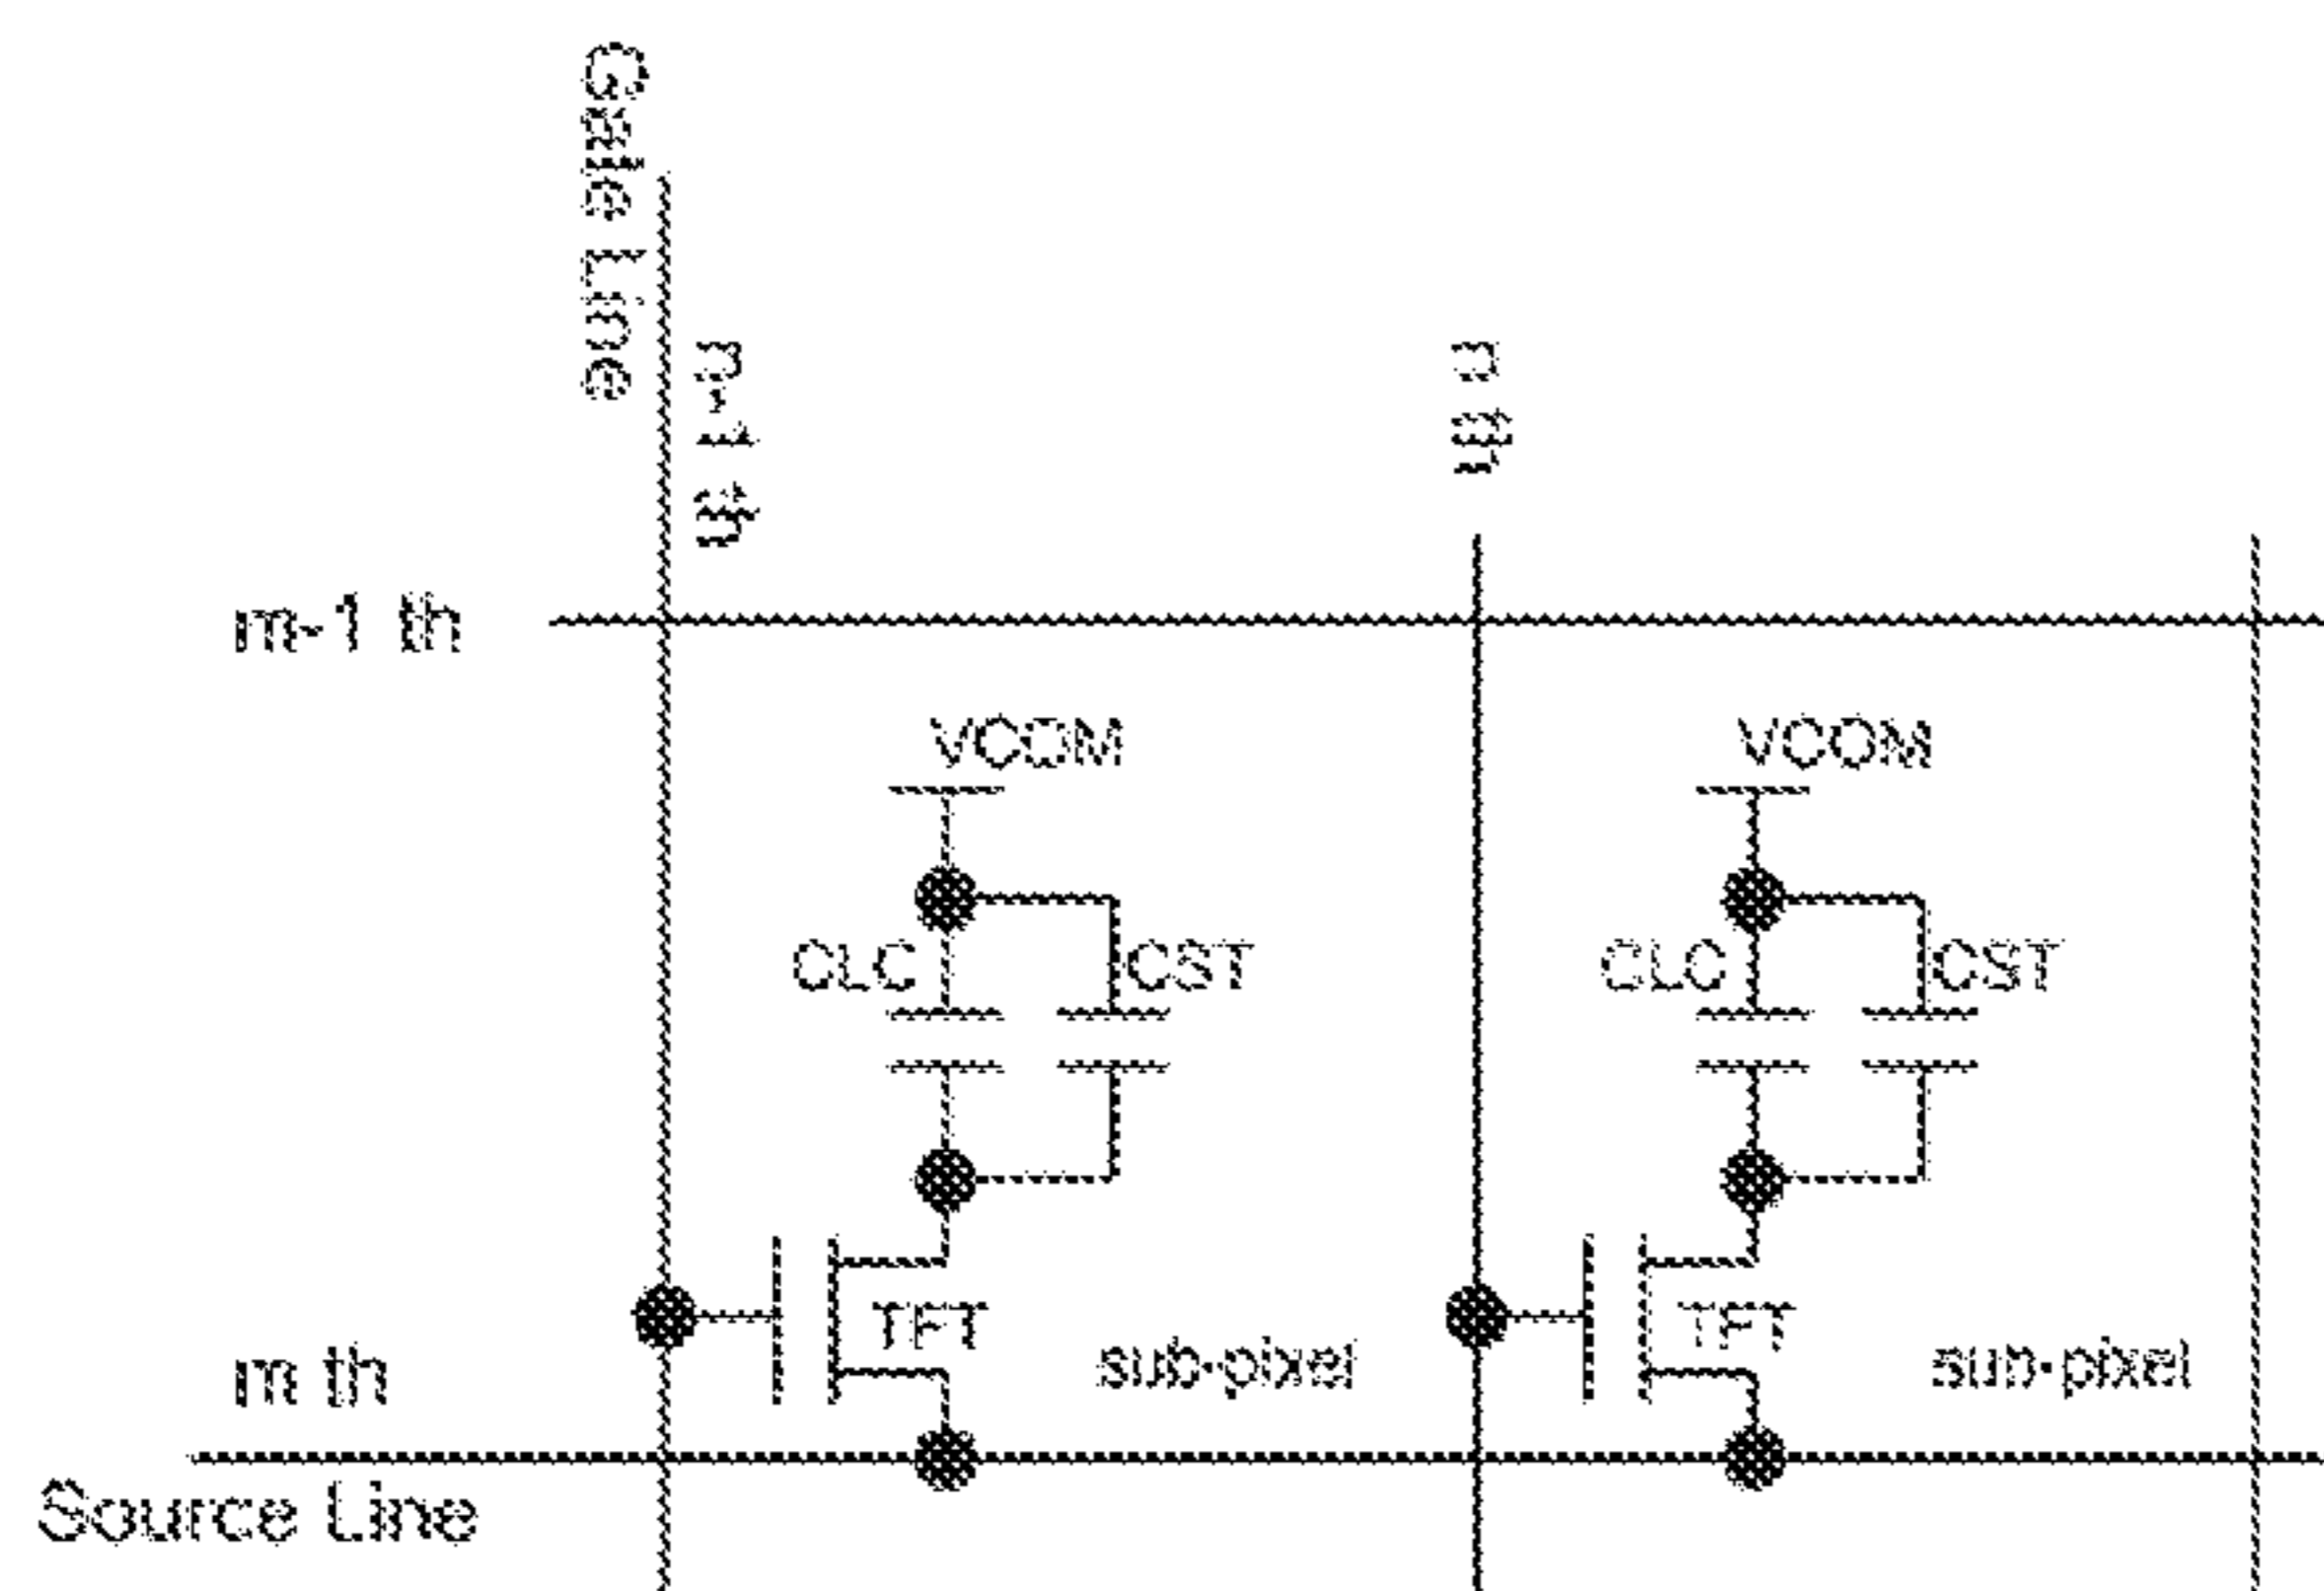 Gate Line
n-1 th
n th
m-1 th
VCOM
VCOM
CLC
CST
CLC
CST
TFT
sub-pixel
TFT
sub-pixel
m th
Source Line